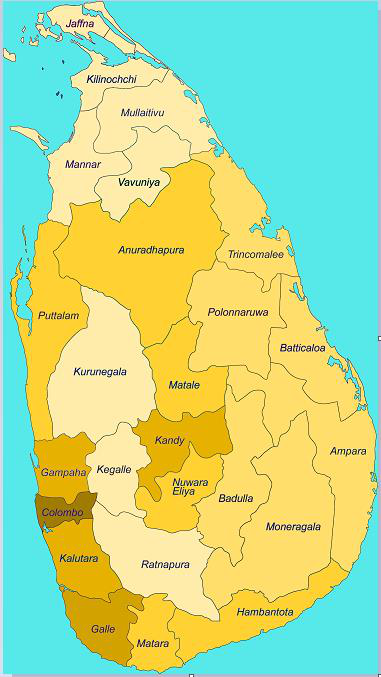 Jaffna
Kilinochchi
Mullaitivu
Mannar
Vavuniya
Anuradhapura
Trincomalee
Polonnaruwa
Puttalam
Batticaloa
Kurunegala
Matale
Kandy
Ampara
Gampaha
Kegalle
Nuwara
Eliya
Badulla
Colombo
Moneragala
Kalutara
Ratnapura
Hambantota
Galle
Matara